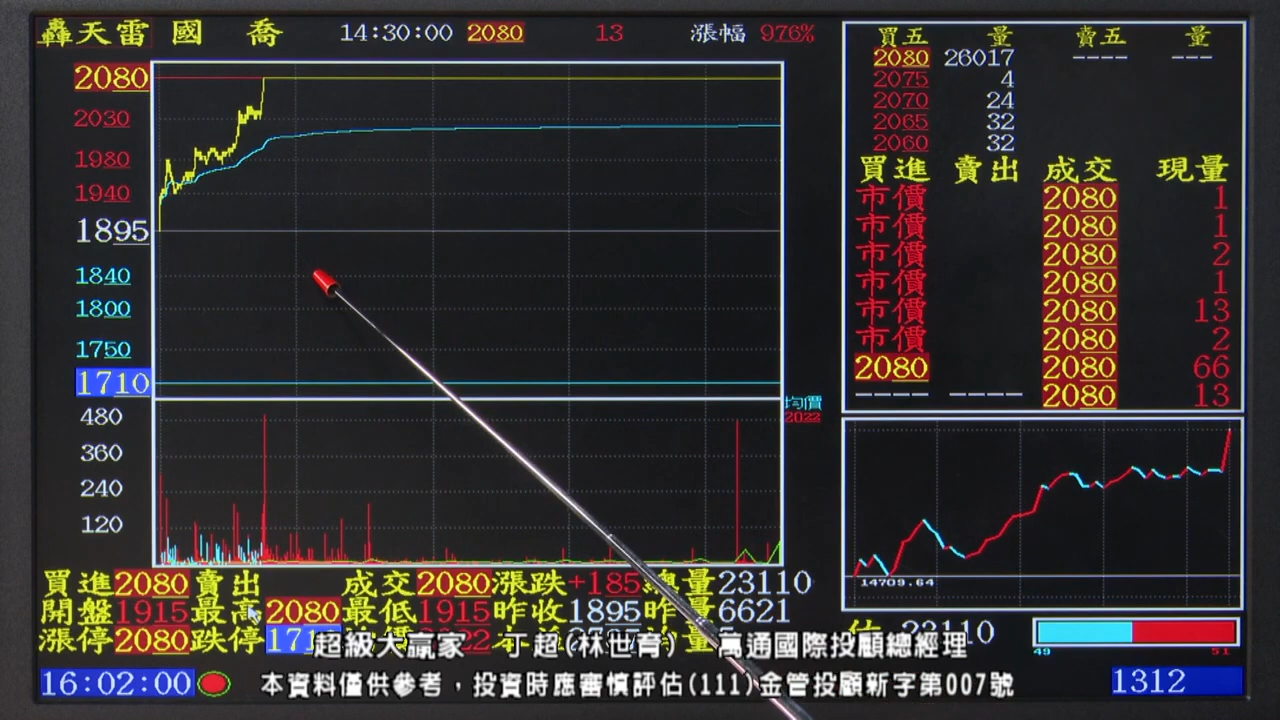 轟天雷 國 喬 14:30:00 2080 13 漲幅 976%
買五 量 賣五 量
2080 26017 ---- ---
2075 4
2070 24
2065 32
2060 32
買進 賣出 成交 現量
市價 2080 1
市價 2080 1
市價 2080 2
市價 2080 1
市價 2080 13
市價 2080 2
2080 2080 66
---- ---- 2080 13
2080
2030
1980
1940
1895
1840
1800
1750
1710
480
360
240
120
均價
2022
14709.64
買進2080賣出 成交2080漲跌+185總量23110
開盤1915最高2080最低1915昨收1895昨量6621
漲停2080跌停
49 51
超級大贏家 丁超(林世育) 萬通國際投顧總經理
16:02:00 本資料僅供參考，投資時應審慎評估(111)金管投顧新字第007號 1312